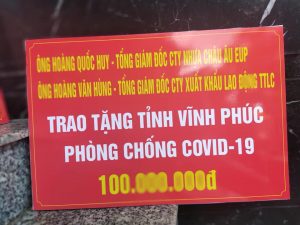 ÔNG HOÀNG QUỐC HUY - TỔNG GIÁM ĐỐC CTY NHỰA CHÂU ÂU EUP
ÔNG HOÀNG VĂN HÙNG - TỔNG GIÁM ĐỐC CTY XUẤT KHẨU LAO ĐỘNG TTLC
TRAO TẶNG TỈNH VĨNH PHÚC
PHÒNG CHỐNG COVID-19
100.000.000đ